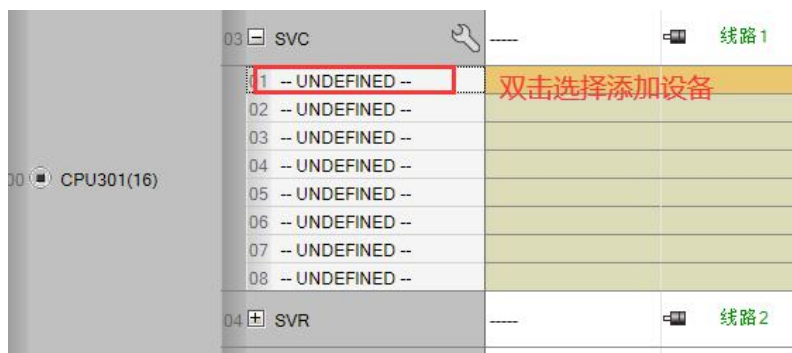 03 SVC ----- 线路1
01 -- UNDEFINED -- 双击选择添加设备
02 -- UNDEFINED --
03 -- UNDEFINED --
04 -- UNDEFINED --
00 CPU301(16)
05 -- UNDEFINED --
06 -- UNDEFINED --
07 -- UNDEFINED --
08 -- UNDEFINED --
04 SVR ----- 线路2